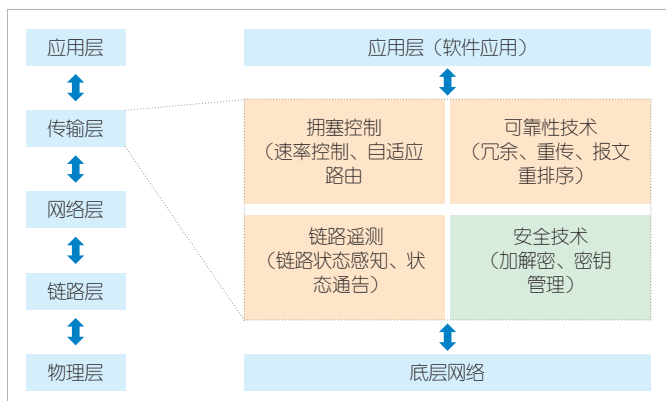 应用层
传输层
网络层
链路层
物理层
应用层（软件应用）
拥塞控制
（速率控制、自适应
路由
可靠性技术
（冗余、重传、报文
重排序）
链路遥测
（链路状态感知、状
态通告）
安全技术
（加解密、密钥
管理）
底层网络